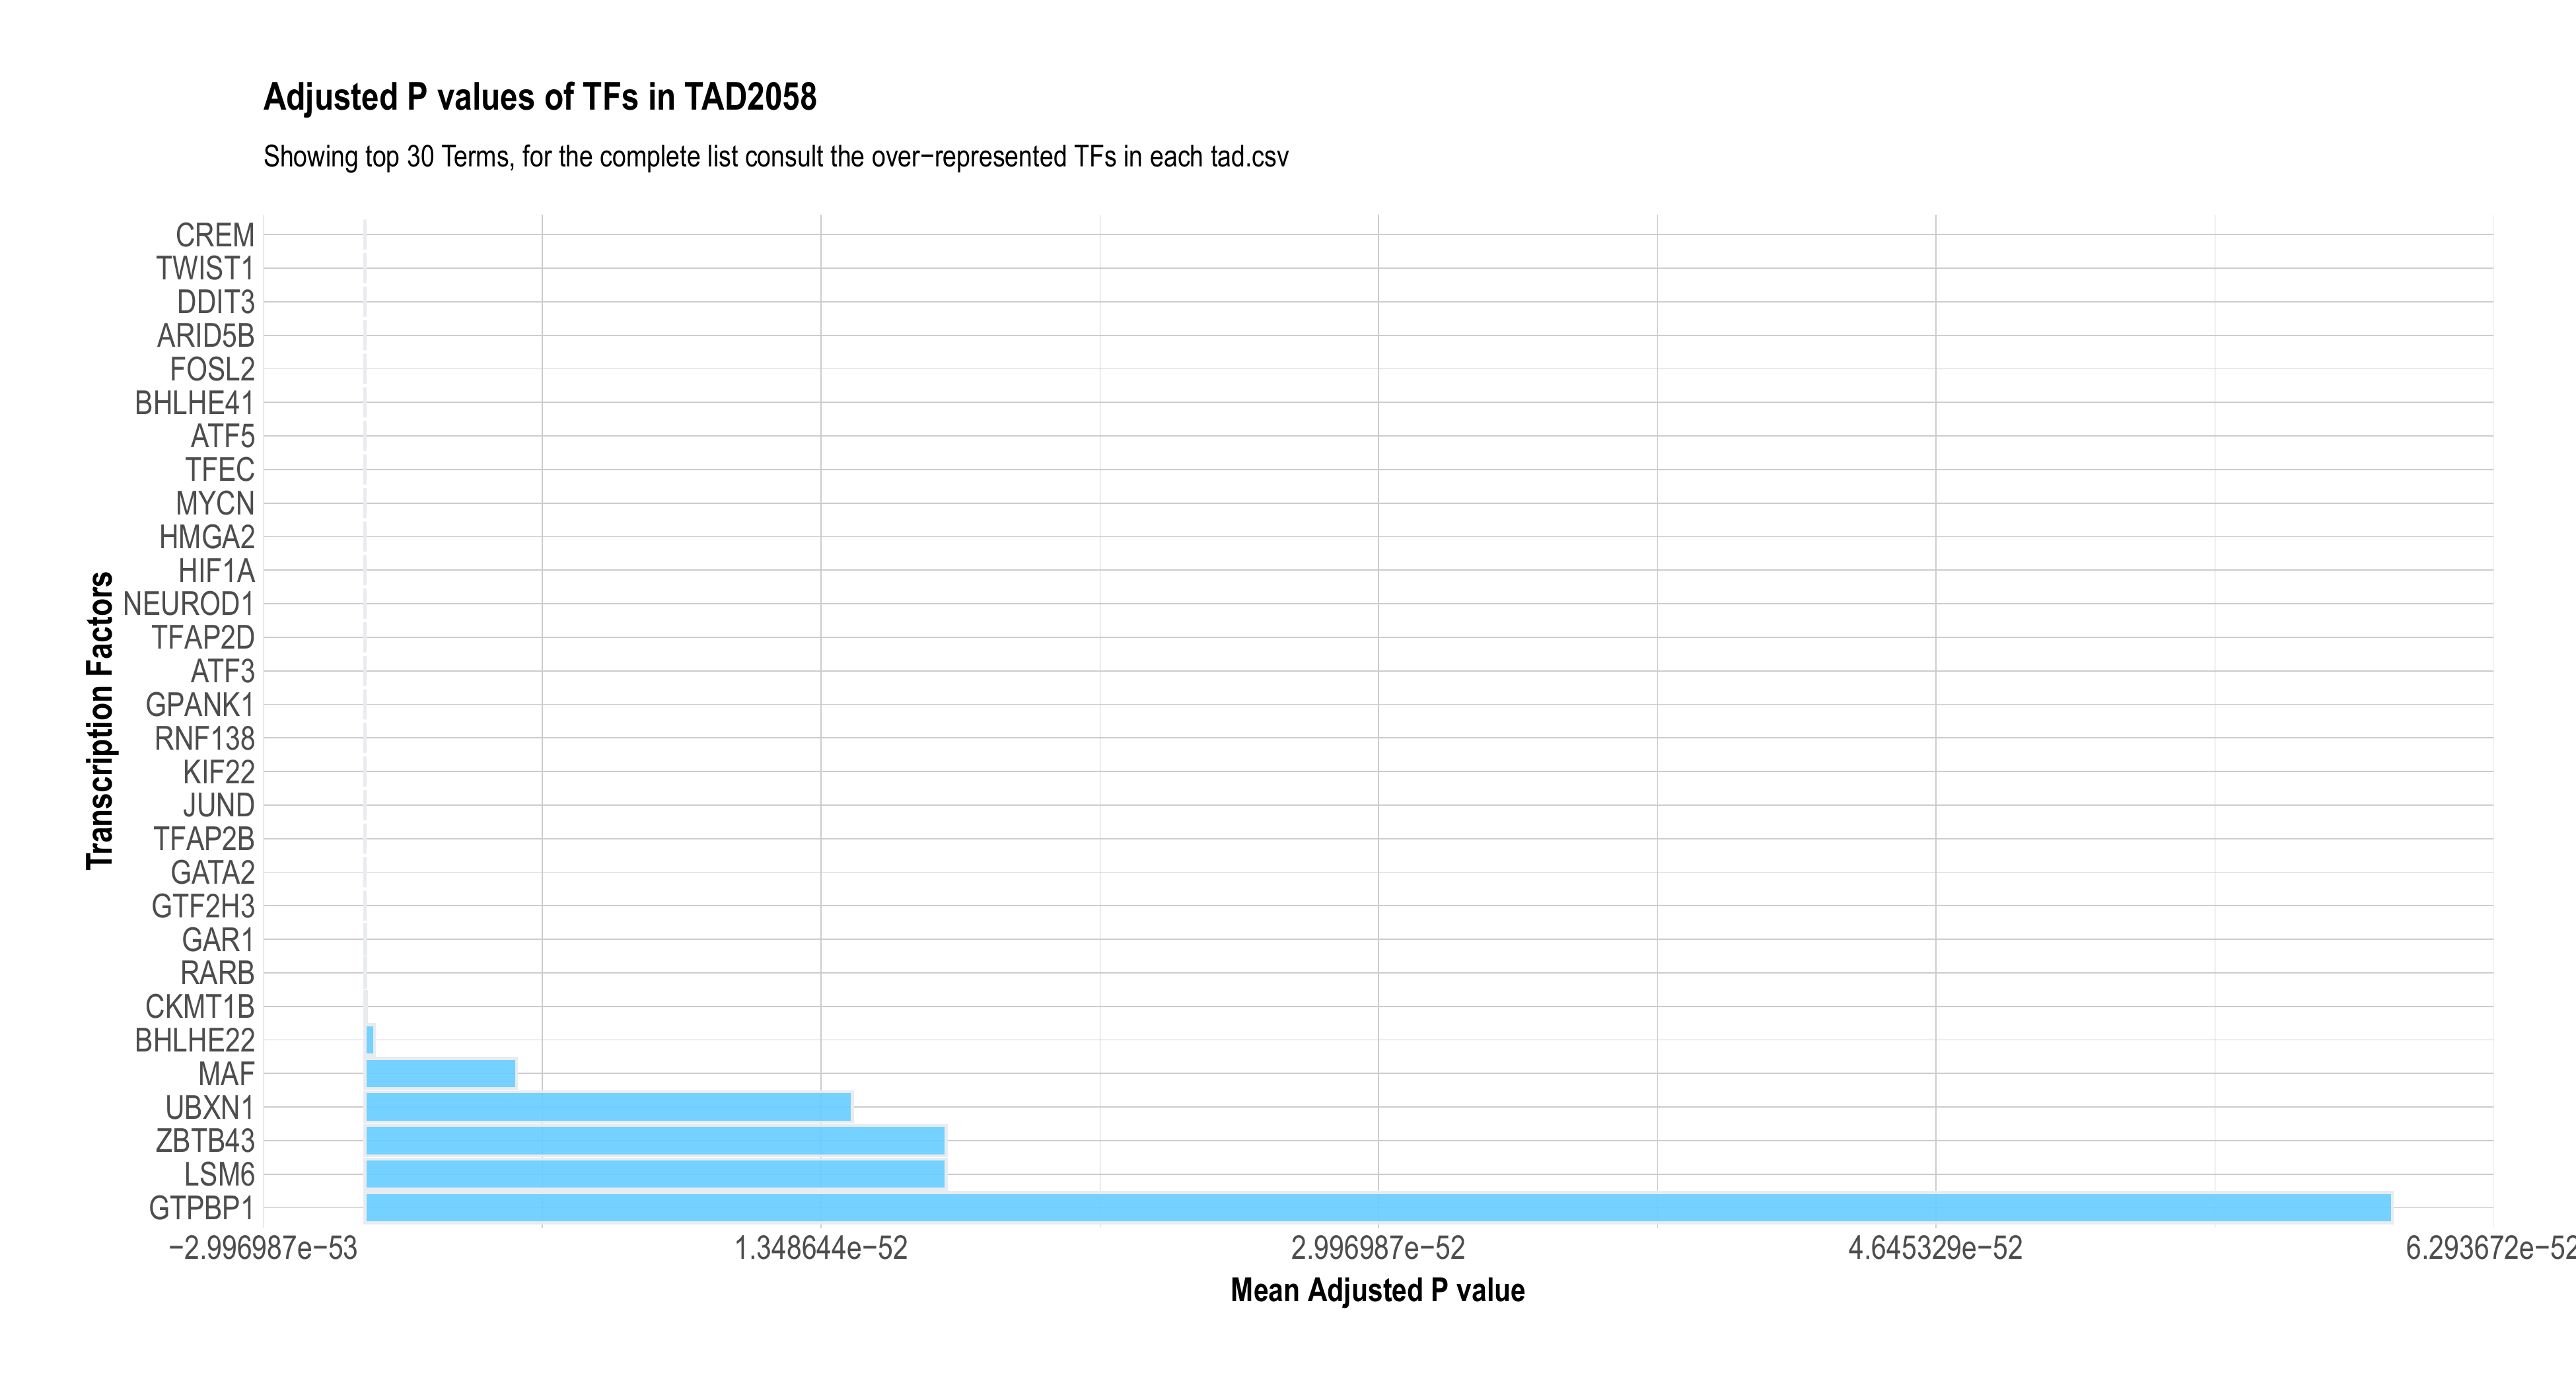 Adjusted P values of TFs in TAD2058
Showing top 30 Terms, for the complete list consult the over−represented TFs in each tad.csv
Transcription Factors
CREM
TWIST1
DDIT3
ARID5B
FOSL2
BHLHE41
ATF5
TFEC
MYCN
HMGA2
HIF1A
NEUROD1
TFAP2D
ATF3
GPANK1
RNF138
KIF22
JUND
TFAP2B
GATA2
GTF2H3
GAR1
RARB
CKMT1B
BHLHE22
MAF
UBXN1
ZBTB43
LSM6
GTPBP1
−2.996987e−53 1.348644e−52 2.996987e−52 4.645329e−52 6.293672e−52
Mean Adjusted P value